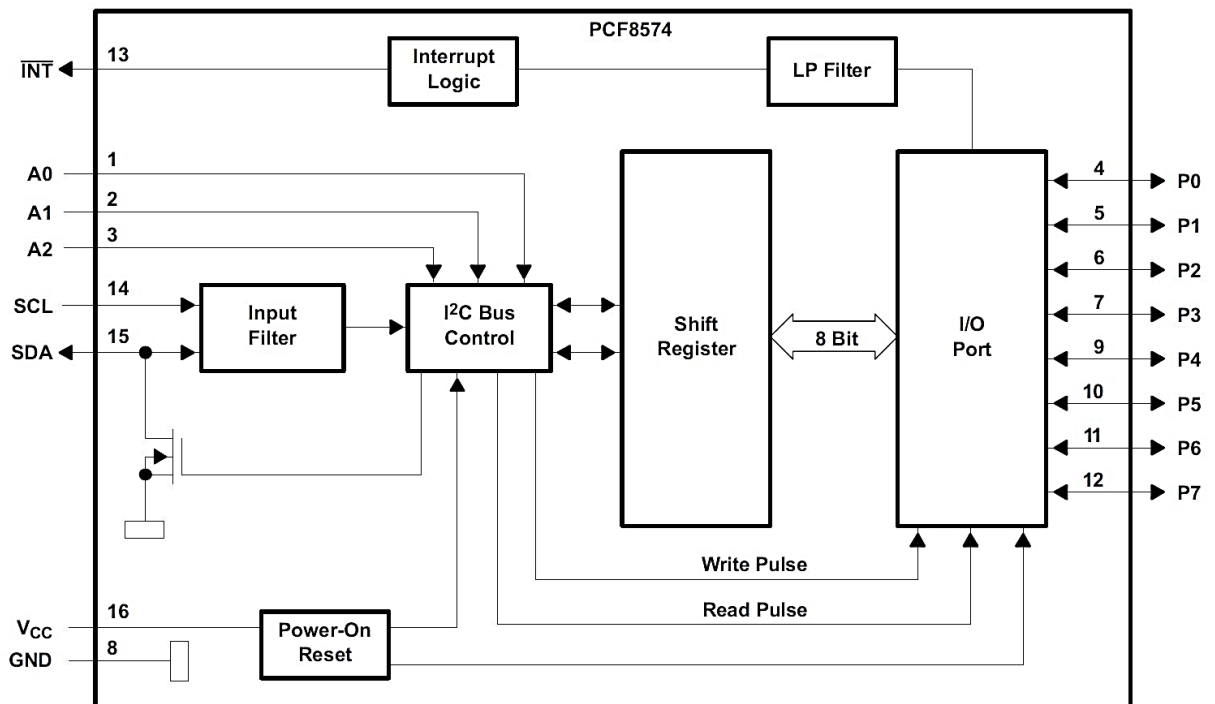 PCF8574
INT
13
Interrupt
Logic
LP Filter
A0
1
A1
2
A2
3
SCL
14
SDA
15
Input
Filter
I²C Bus
Control
Shift
Register
8 Bit
I/O
Port
4
P0
5
P1
6
P2
7
P3
9
P4
10
P5
11
P6
12
P7
Write Pulse
Read Pulse
VCC
16
GND
8
Power-On
Reset